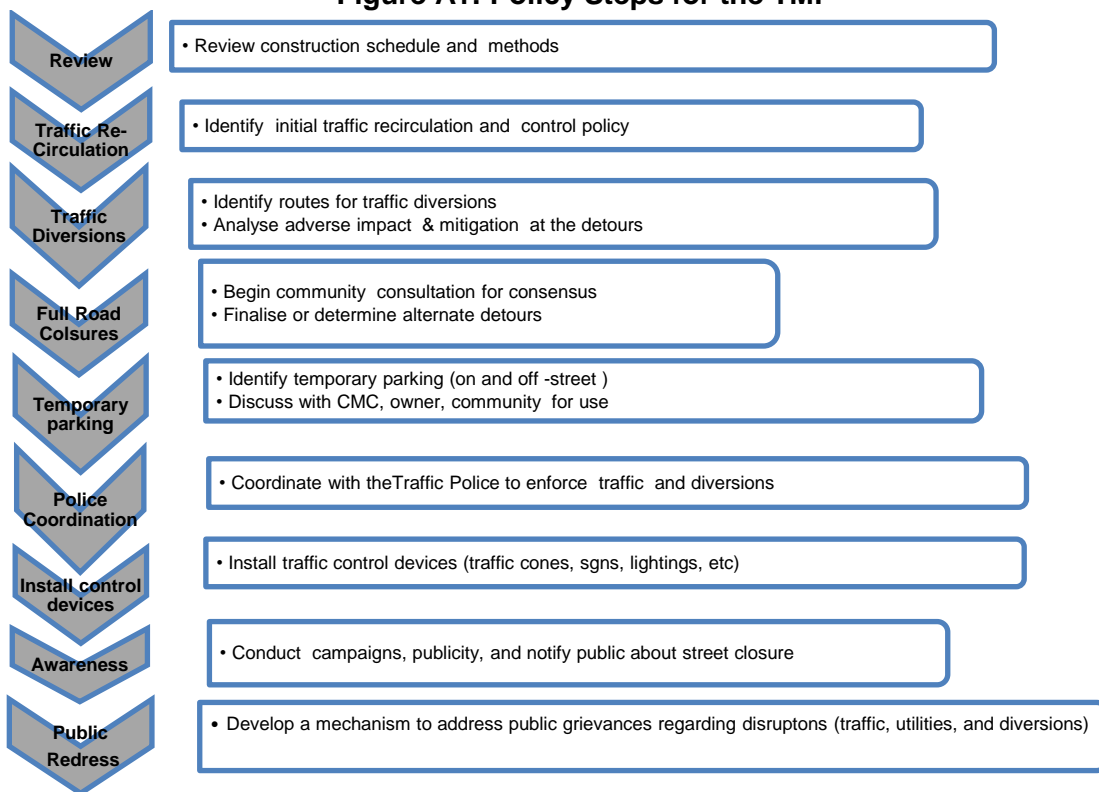 Figure A1: Policy Steps for the TMP
Review
• Review construction schedule and methods
Traffic Re-
Circulation
• Identify initial traffic recirculation and control policy
Traffic
Diversions
• Identify routes for traffic diversions
• Analyse adverse impact & mitigation at the detours
Full Road
Colsures
• Begin community consultation for consensus
• Finalise or determine alternate detours
Temporary
parking
• Identify temporary parking (on and off -street )
• Discuss with CMC, owner, community for use
Police
Coordination
• Coordinate with theTraffic Police to enforce traffic and diversions
Install control
devices
• Install traffic control devices (traffic cones, sgns, lightings, etc)
Awareness
• Conduct campaigns, publicity, and notify public about street closure
Public
Redress
• Develop a mechanism to address public grievances regarding disruptons (traffic, utilities, and diversions)